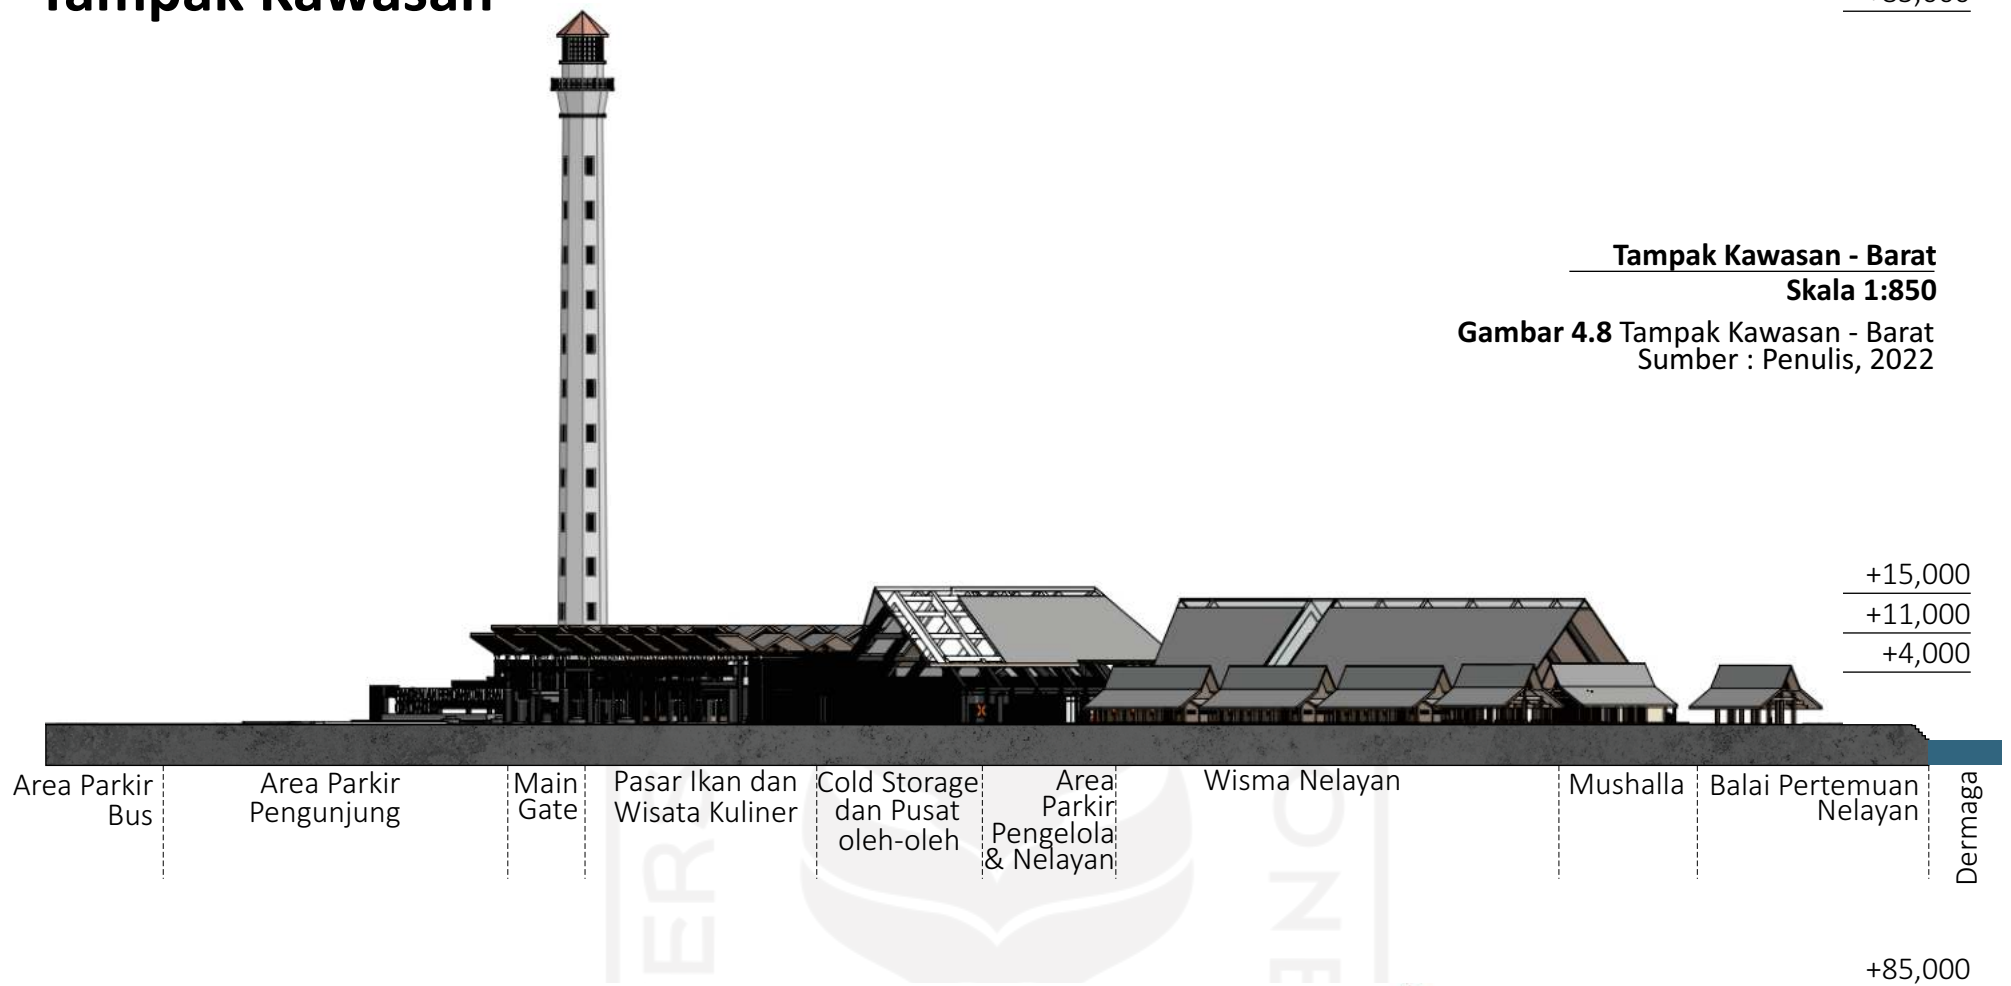 Tampak Kawasan
Tampak Kawasan - Barat
Skala 1:850
Gambar 4.8 Tampak Kawasan - Barat
Sumber : Penulis, 2022
+15,000
+11,000
+4,000
Area Parkir
Bus
Area Parkir
Pengunjung
Main
Gate
Pasar Ikan dan
Wisata Kuliner
Cold Storage
dan Pusat
oleh-oleh
Area
Parkir
Pengelola
& Nelayan
Wisma Nelayan
Mushalla
Balai Pertemuan
Nelayan
Dermaga
+85,000